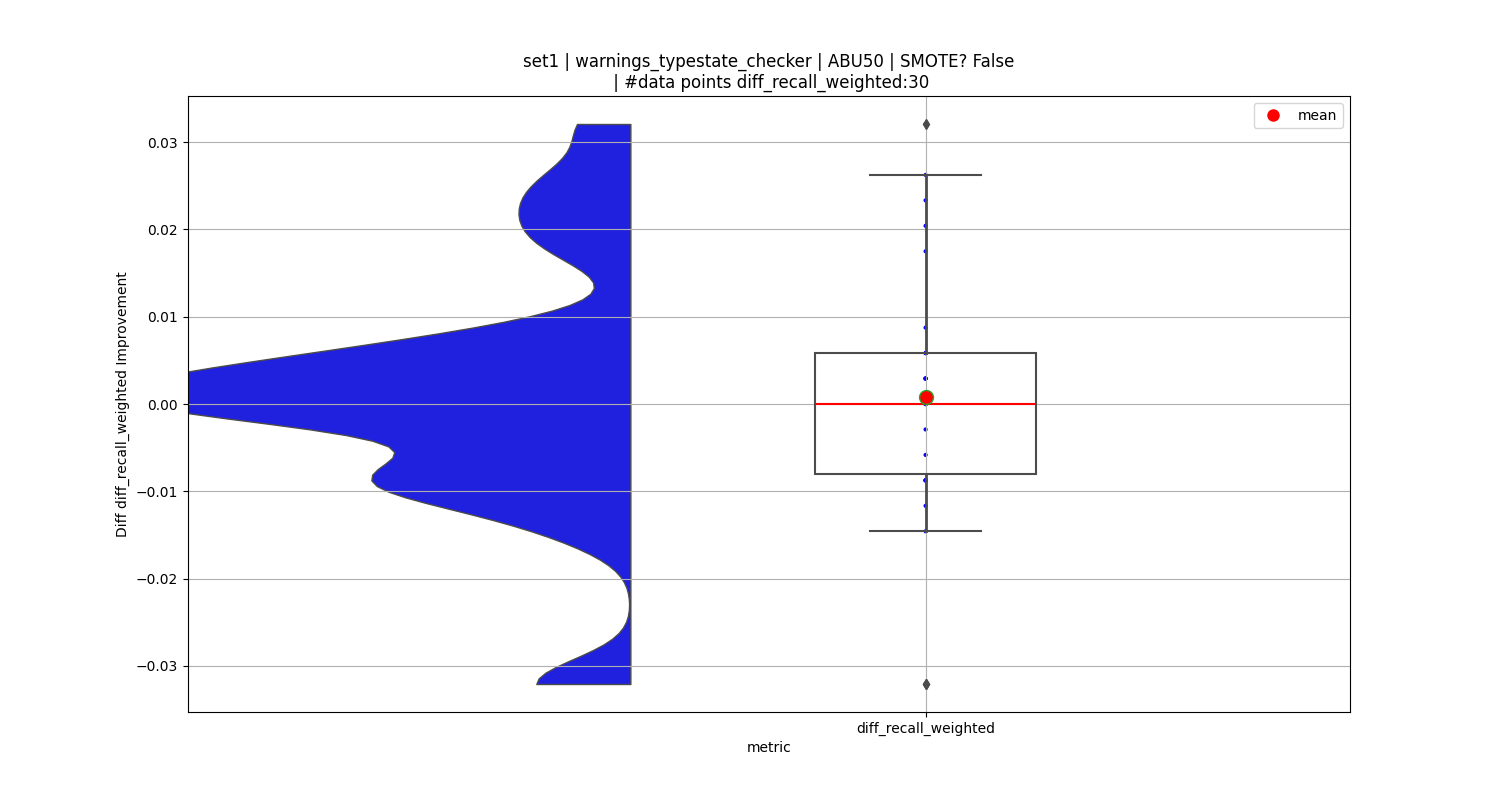 set1 | warnings_typestate_checker | ABU50 | SMOTE? False
| #data points diff_recall_weighted:30
mean
0.03
0.02
0.01
0.00
−0.01
−0.02
−0.03
Diff diff_recall_weighted Improvement
diff_recall_weighted
metric